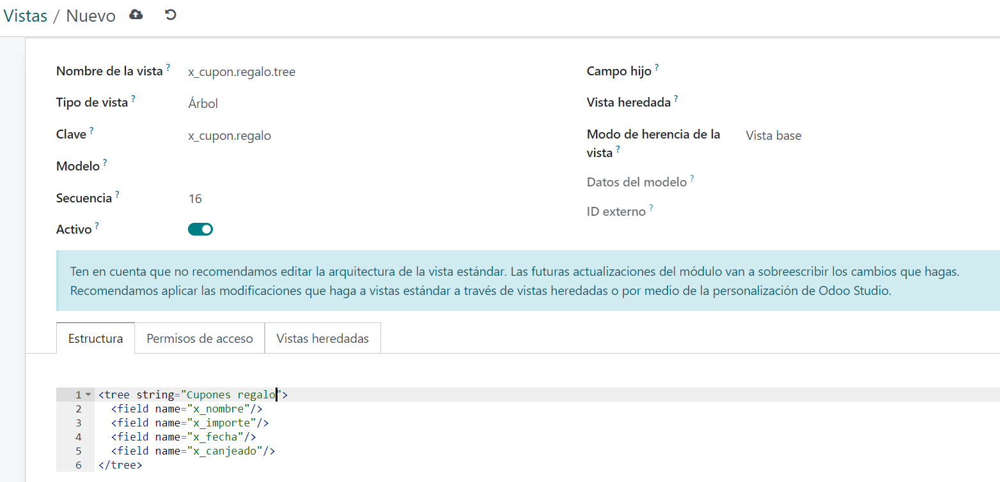 Vistas / Nuevo
Nombre de la vista ? x_cupon.regalo.tree
Tipo de vista ? Árbol
Clave ? x_cupon.regalo
Modelo ?
Secuencia ? 16
Activo ?
Campo hijo ?
Vista heredada ?
Modo de herencia de la vista ? Vista base
Datos del modelo ?
ID externo ?
Ten en cuenta que no recomendamos editar la arquitectura de la vista estándar. Las futuras actualizaciones del módulo van a sobreescribir los cambios que hagas.
Recomendamos aplicar las modificaciones que haga a vistas estándar a través de vistas heredadas o por medio de la personalización de Odoo Studio.
Estructura Permisos de acceso Vistas heredadas
1 <tree string="Cupones regalo">
2 <field name="x_nombre"/>
3 <field name="x_importe"/>
4 <field name="x_fecha"/>
5 <field name="x_canjeado"/>
6 </tree>